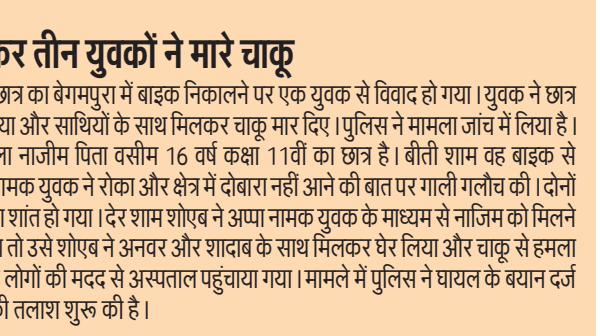 कर तीन युवकों ने मारे चाकू
छात्र का बेगमपुरा में बाइक निकालने पर एक युवक से विवाद हो गया। युवक ने छात्र
या और साथियों के साथ मिलकर चाकू मार दिए। पुलिस ने मामला जांच में लिया है।
ला नाजीम पिता वसीम 16 वर्ष कक्षा 11वीं का छात्र है। बीती शाम वह बाइक से
ामक युवक ने रोका और क्षेत्र में दोबारा नहीं आने की बात पर गाली गलौच की। दोनों
शांत हो गया। देर शाम शोएब ने अप्पा नामक युवक के माध्यम से नाजिम को मिलने
तो उसे शोएब ने अनवर और शादाब के साथ मिलकर घेर लिया और चाकू से हमला
लोगों की मदद से अस्पताल पहुंचाया गया। मामले में पुलिस ने घायल के बयान दर्ज
की तलाश शुरू की है।